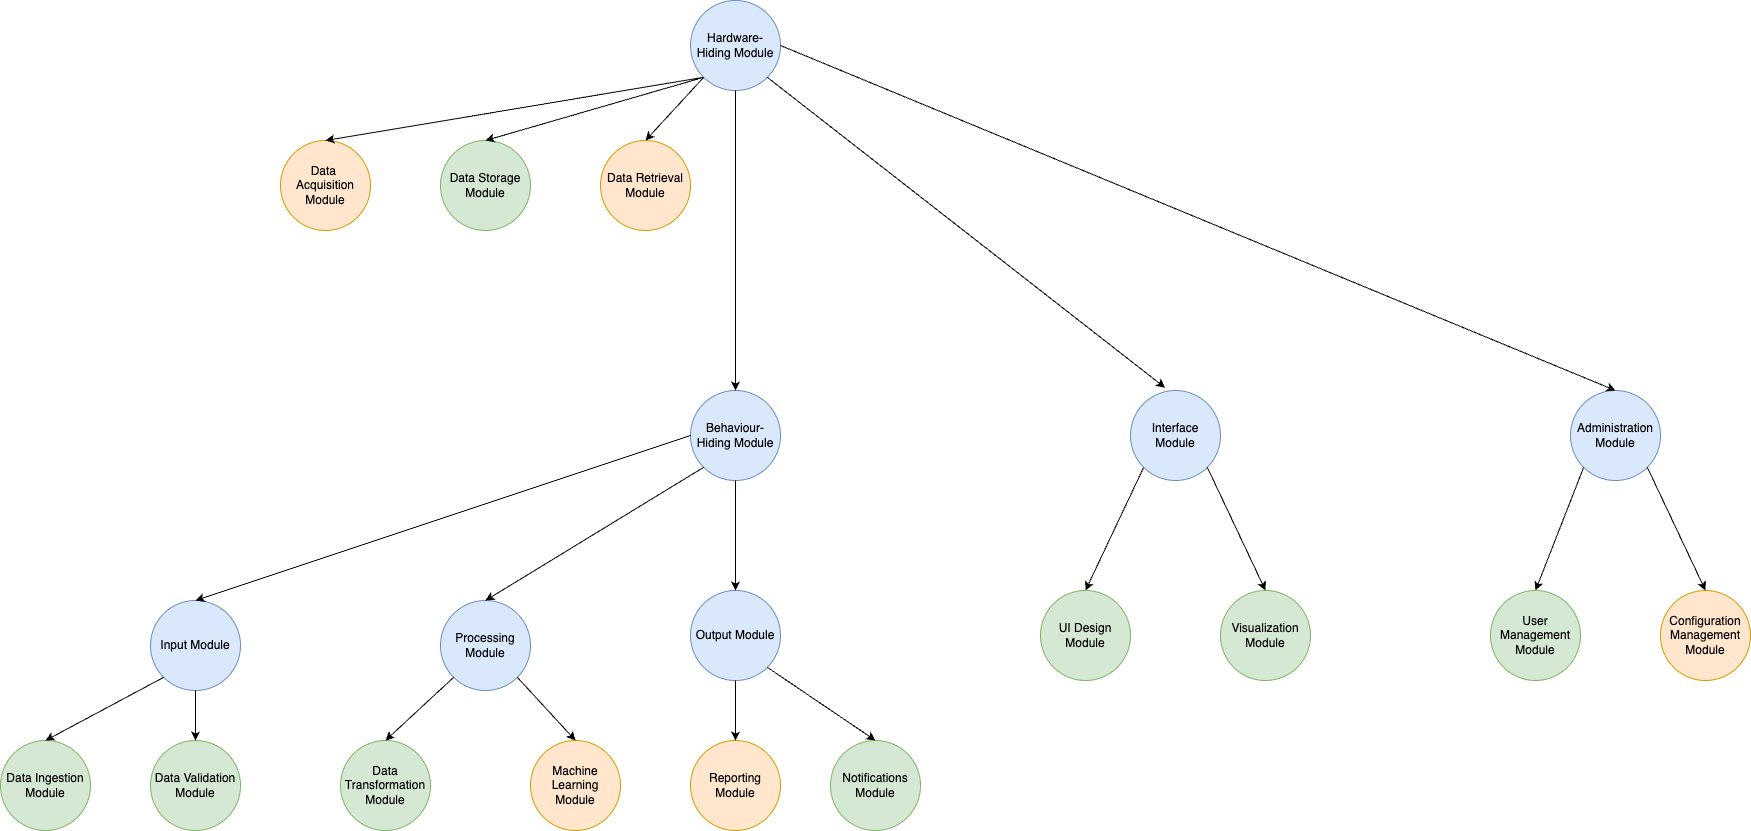 Hardware-
Hiding Module
Data
Acquisition
Module
Data Storage
Module
Data Retrieval
Module
Behaviour-
Hiding Module
Interface
Module
Administration
Module
Input Module
Processing
Module
Output Module
UI Design
Module
Visualization
Module
User
Management
Module
Configuration
Management
Module
Data Ingestion
Module
Data Validation
Module
Data
Transformation
Module
Machine
Learning
Module
Reporting
Module
Notifications
Module